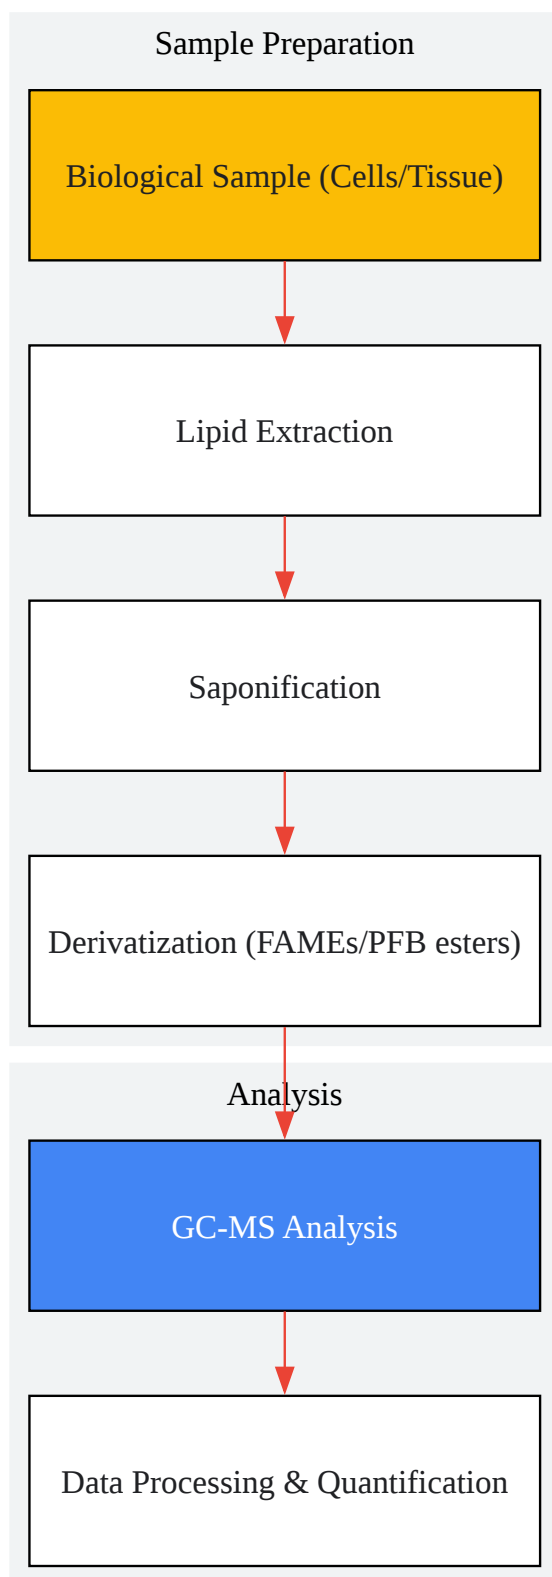 Sample Preparation
Biological Sample (Cells/Tissue)
Lipid Extraction
Saponification
Derivatization (FAMEs/PFB esters)
Analysis
GC-MS Analysis
Data Processing & Quantification